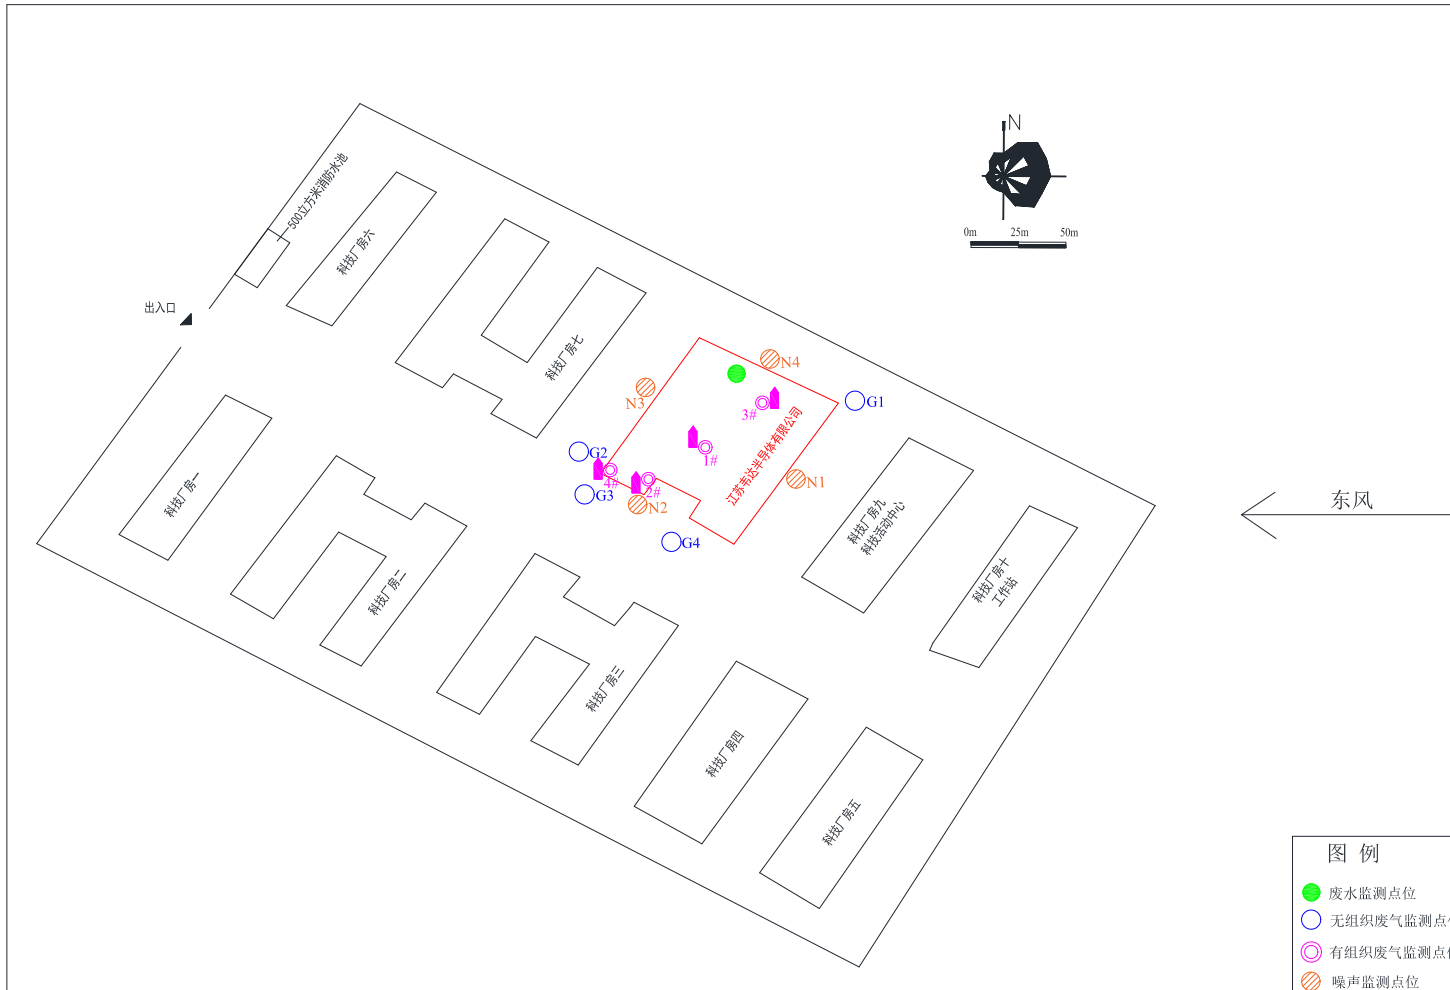 N
0m 25m 50m
500立方米消防水池
科技厂房六
出入口
科技厂房七
N4
N3
3#
G1
江苏韦达半导体有限公司
1#
G2
4#
2#
G3
N2
N1
G4
东风
科技厂房一
科技厂房二
科技厂房九
科技活动中心
科技厂房十
工作站
科技厂房三
科技厂房四
科技厂房五
图 例
废水监测点位
无组织废气监测点位
有组织废气监测点位
噪声监测点位